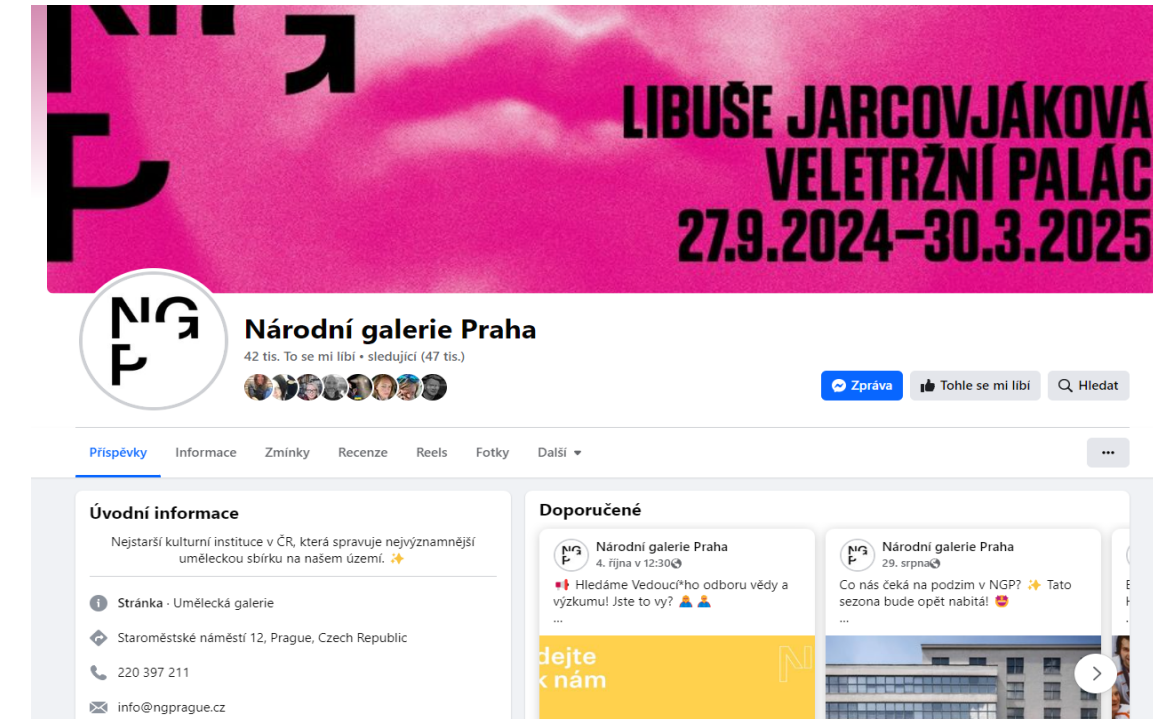 NG
P
LIBUŠE JARCOVJÁKOVÁ
VELETRŽNÍ PALÁC
27.9.2024–30.3.2025
NG
P
Národní galerie Praha
42 tis. To se mi líbí • sledující (47 tis.)
Zpráva
Tohle se mi líbí
Hledat
Příspěvky
Informace
Zmínky
Recenze
Reels
Fotky
Další
Úvodní informace
Nejstarší kulturní instituce v ČR, která spravuje nejvýznamnější
uměleckou sbírku na našem území. ✨
Stránka · Umělecká galerie
Staroměstské náměstí 12, Prague, Czech Republic
220 397 211
info@ngprague.cz
Doporučené
NG
P
Národní galerie Praha
4. října v 12:30
Hledáme Vedoucí*ho odboru vědy a
výzkumu! Jste to vy?
...
dejte
k nám
N
NG
P
Národní galerie Praha
29. srpna
Co nás čeká na podzim v NGP? ✨ Tato
sezona bude opět nabitá! 🤩
...